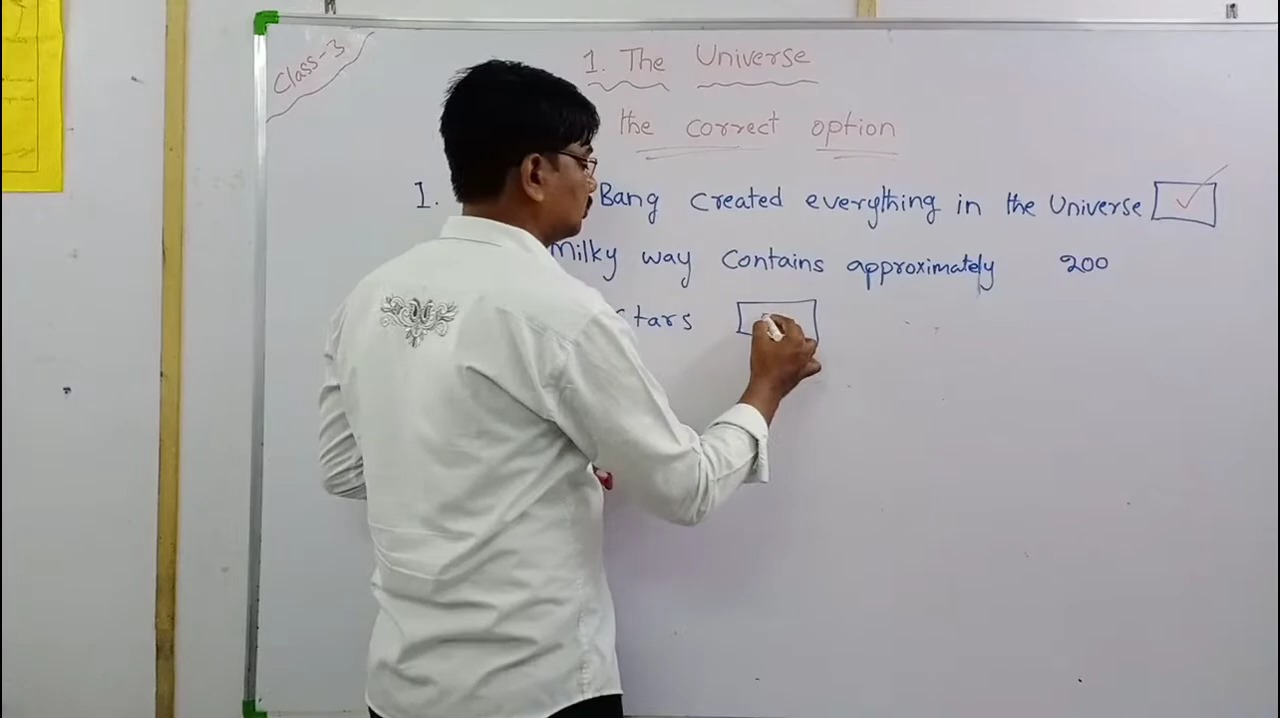 Class-3
1. The Universe
the correct option
1. Bang created everything in the Universe
Milky way contains approximately 200
stars